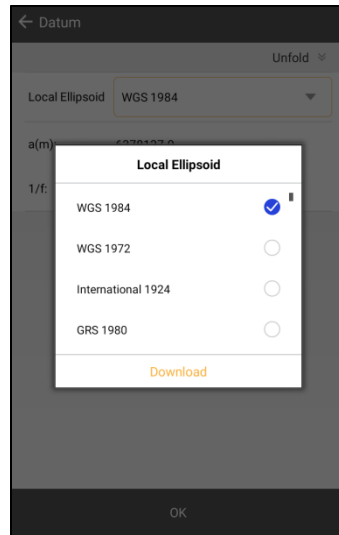 Datum
Unfold
Local Ellipsoid WGS 1984
a(m)
Local Ellipsoid
1/f:
WGS 1984
WGS 1972
International 1924
GRS 1980
Download
OK